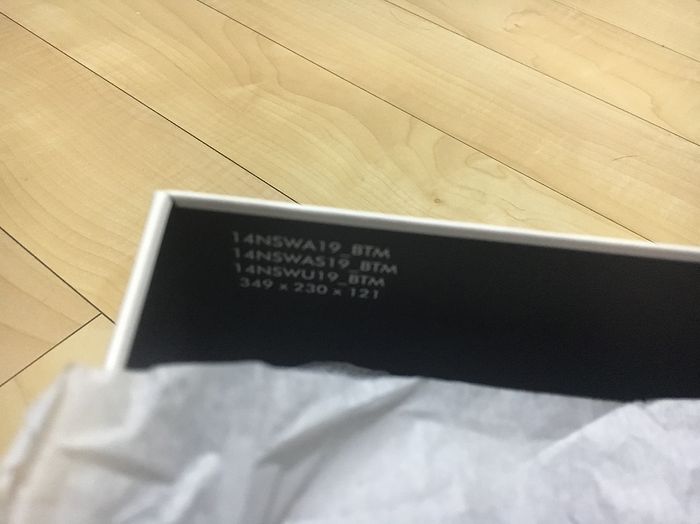 14NSWA19_BTM
14NSWAS19_BTM
14NSWU19_BTM
349 x 230 x 121